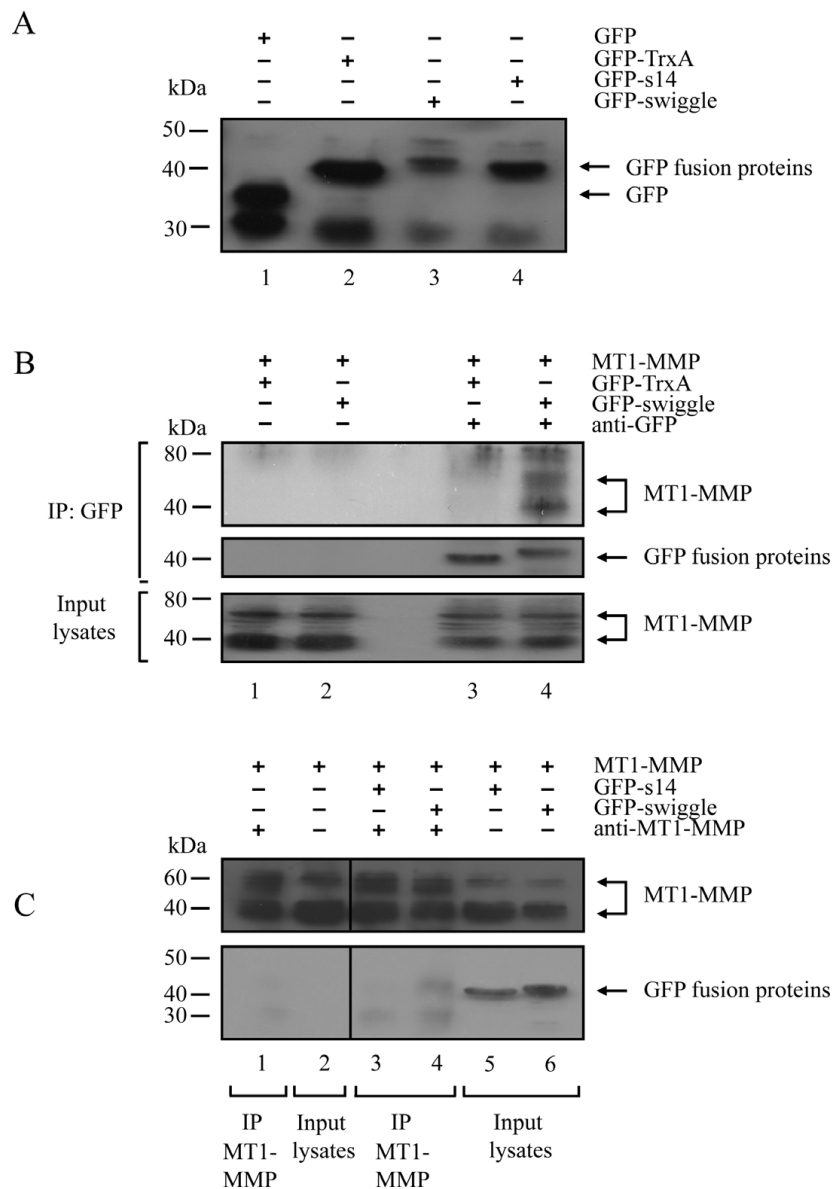 A
+ − − − GFP
− + − − GFP-TrxA
− − − + GFP-s14
− − + − GFP-swiggle
kDa
50
40
30
GFP fusion proteins
GFP
1 2 3 4
B
+ + + + MT1-MMP
+ − + − GFP-TrxA
− + − + GFP-swiggle
− − + + anti-GFP
kDa
IP: GFP
80
40
MT1-MMP
40
GFP fusion proteins
Input
lysates
80
40
MT1-MMP
1 2 3 4
C
+ + + + + + MT1-MMP
− − + − + − GFP-s14
− − − + − + GFP-swiggle
+ − + + − − anti-MT1-MMP
kDa
60
40
MT1-MMP
50
40
30
GFP fusion proteins
1 2 3 4 5 6
IP
MT1-
MMP
Input
lysates
IP
MT1-
MMP
Input
lysates